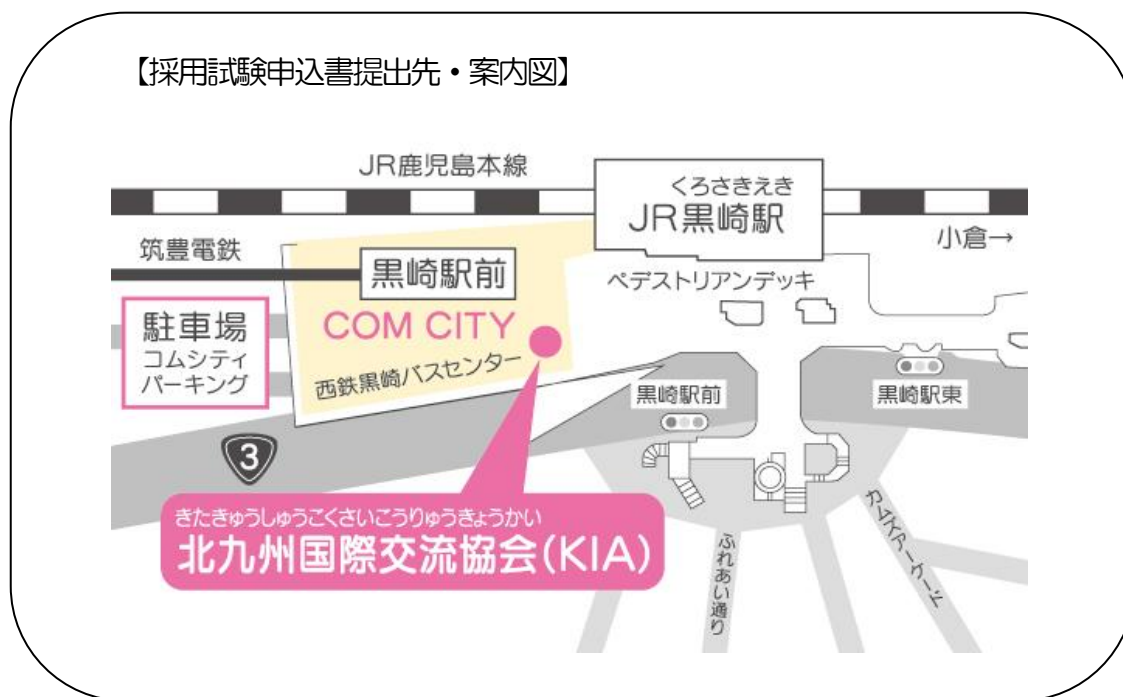 【採用試験申込書提出先・案内図】
JR鹿児島本線
くろさきえき
JR黒崎駅
小倉→
筑豊電鉄
黒崎駅前
ペデストリアンデッキ
駐車場
コムシティ
パーキング
COM CITY
西鉄黒崎バスセンター
黒崎駅前
黒崎駅東
3
きたきゅうしゅうこくさいこうりゅうきょうかい
北九州国際交流協会(KIA)
ふれあい通り
カムズアーケード